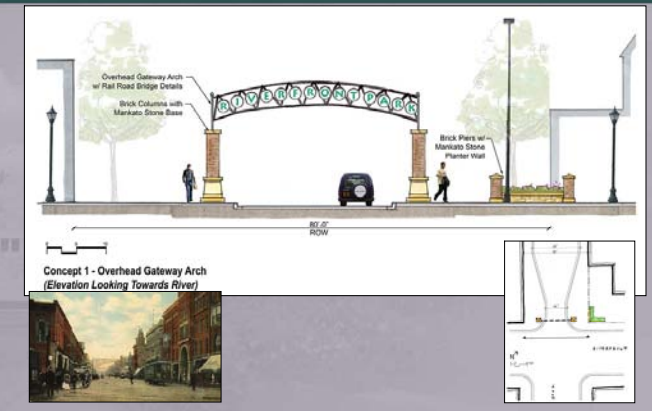 Overhead Gateway Arch
w/ Rail Road Bridge Details
RIVERFRONT PARK
Brick Columns with
Mankato Stone Base
Brick Piers w/
Mankato Stone
Planter Wall
80'.0"
ROW
Concept 1 - Overhead Gateway Arch
(Elevation Looking Towards River)
N